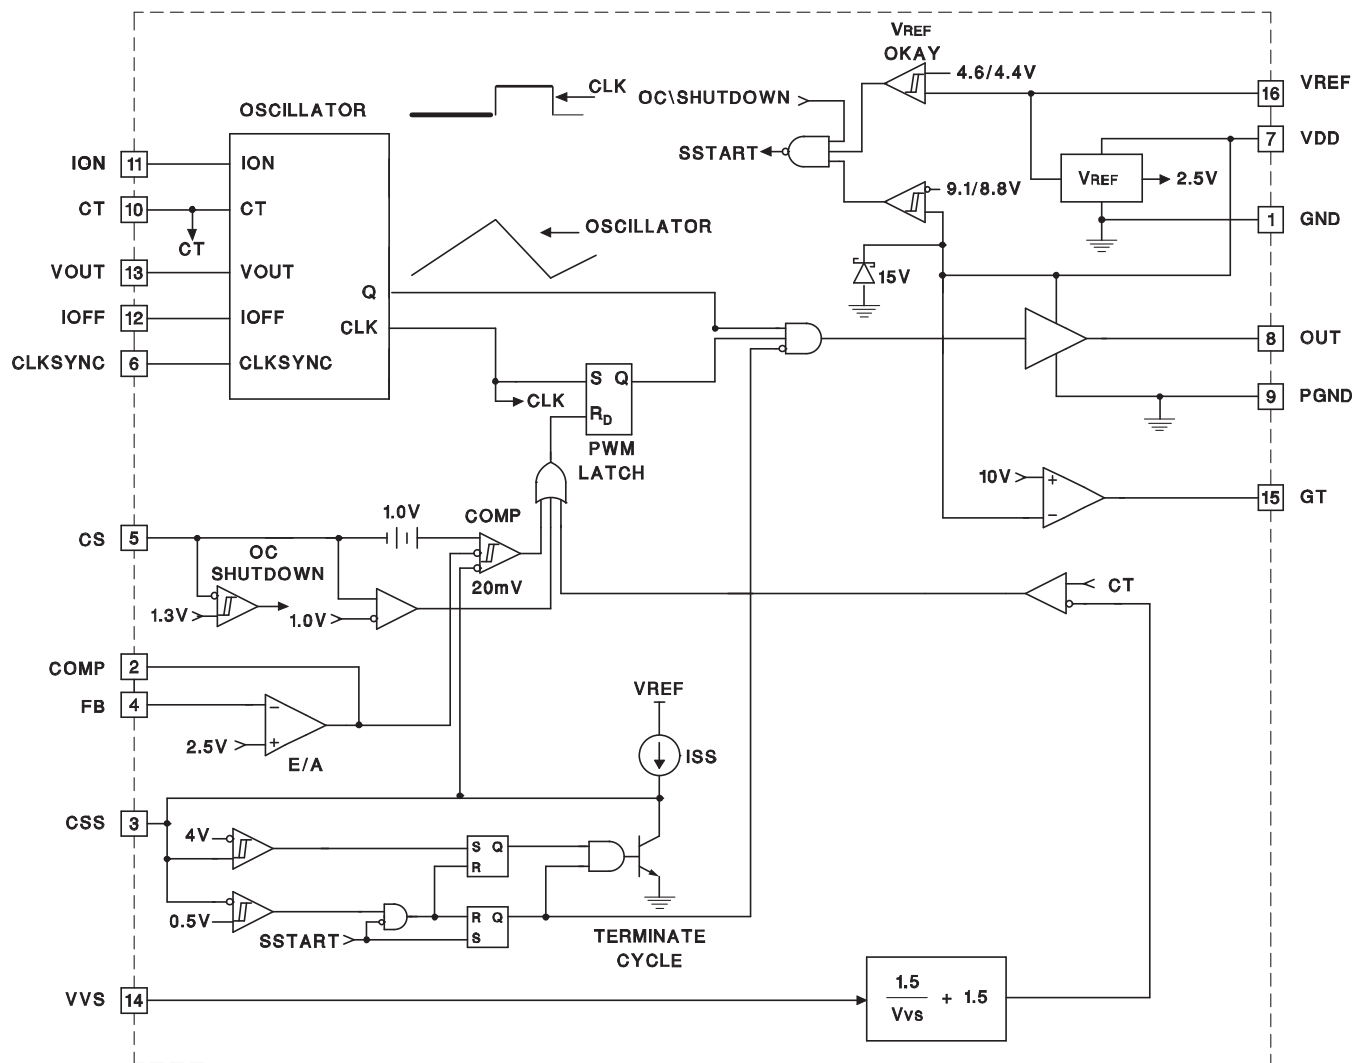 VREF
OKAY
4.6/4.4V
16
VREF
CLK
OC\SHUTDOWN
OSCILLATOR
7
VDD
SSTART
ION
11
ION
VREF
2.5V
9.1/8.8V
CT
10
CT
CT
1
GND
OSCILLATOR
VOUT
13
VOUT
15V
Q
IOFF
12
IOFF
CLK
8
OUT
CLKSYNC
6
CLKSYNC
S Q
CLK
RD
9
PGND
PWM
LATCH
10V
+
−
15
GT
1.0V
COMP
CS
5
OC
SHUTDOWN
20mV
CT
1.3V
1.0V
COMP
2
VREF
FB
4
−
2.5V
+
E/A
ISS
CSS
3
4V
S Q
R
0.5V
R Q
S
SSTART
TERMINATE
CYCLE
VVS
14
1.5
Vvs
+ 1.5